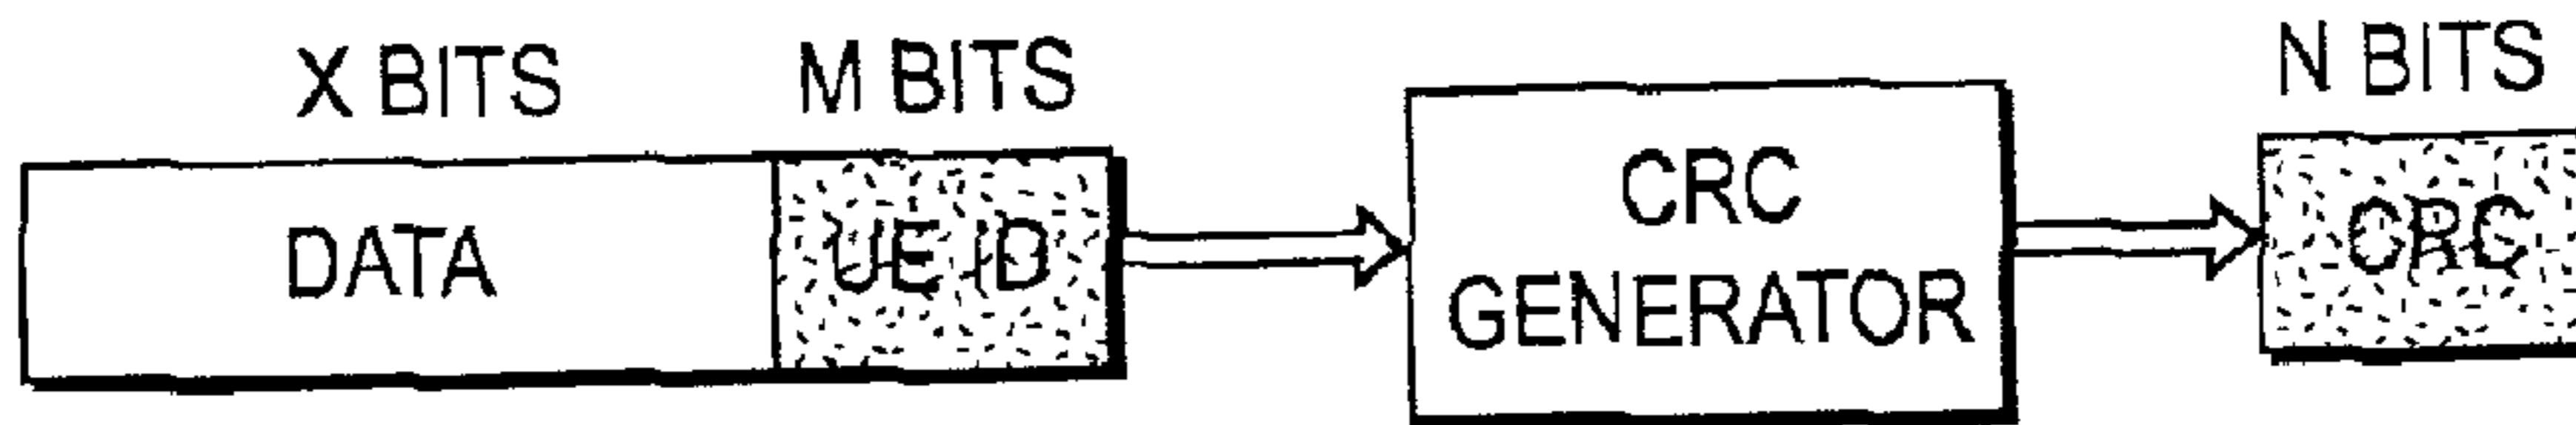 X BITS
M BITS
N BITS
DATA
UE ID
CRC
GENERATOR
CRC